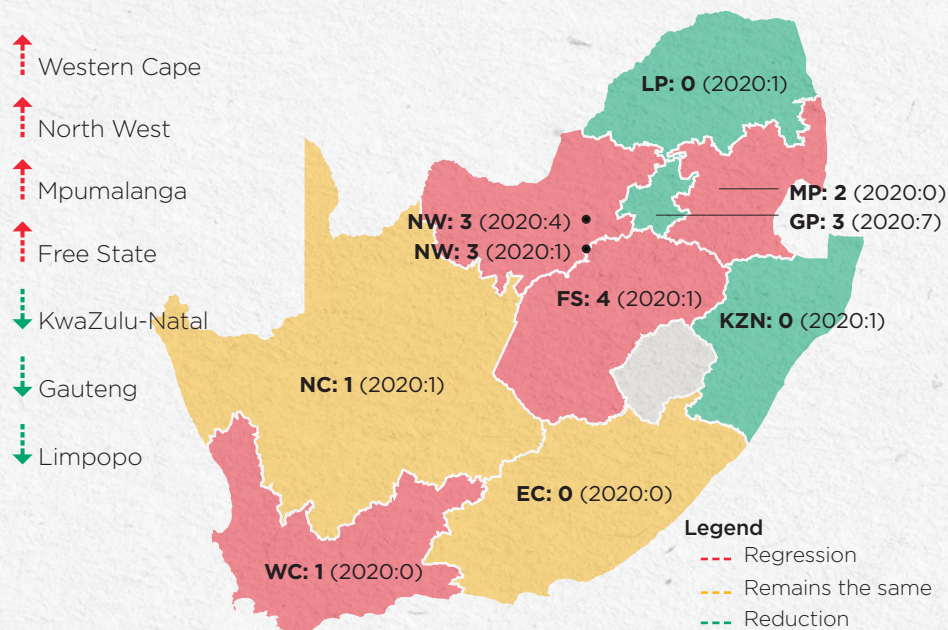 Western Cape
North West
Mpumalanga
Free State
KwaZulu-Natal
Gauteng
Limpopo
LP: 0 (2020:1)
MP: 2 (2020:0)
GP: 3 (2020:7)
NW: 3 (2020:4)
NW: 3 (2020:1)
FS: 4 (2020:1)
KZN: 0 (2020:1)
NC: 1 (2020:1)
EC: 0 (2020:0)
WC: 1 (2020:0)
Legend
Regression
Remains the same
Reduction